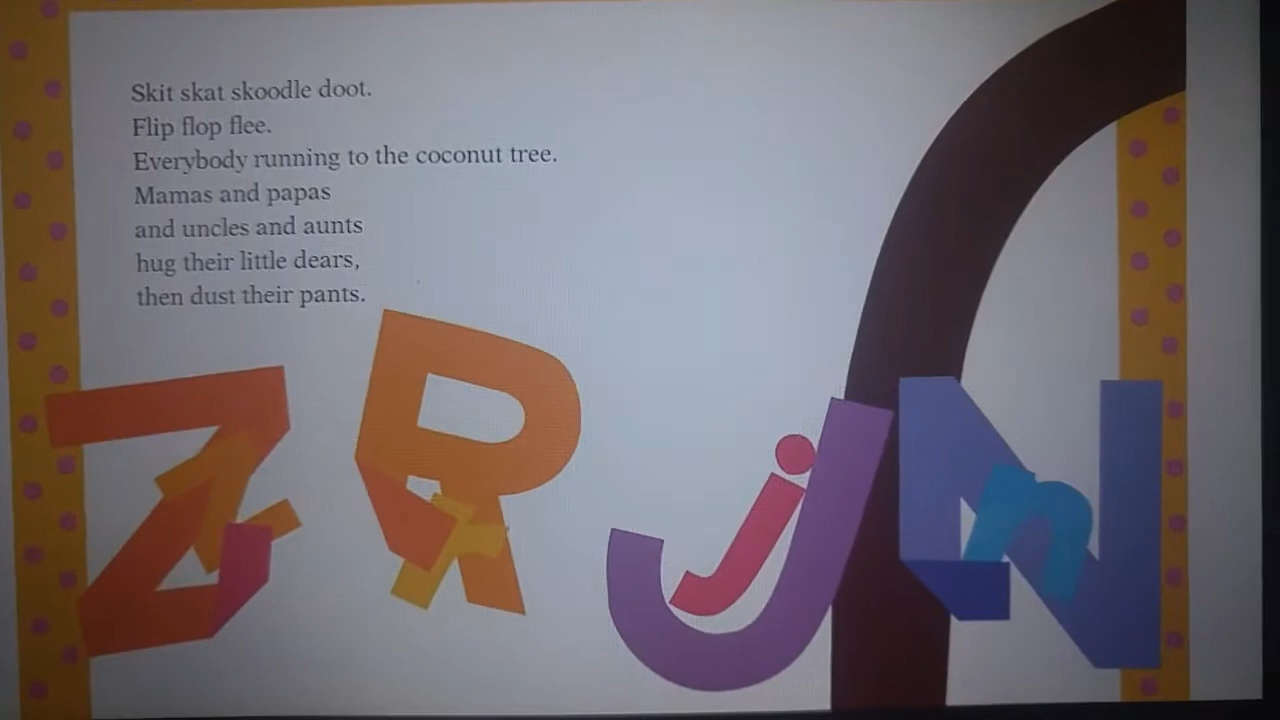 Skit skat skoodle doot.
Flip flop flee.
Everybody running to the coconut tree.
Mamas and papas
and uncles and aunts
hug their little dears,
then dust their pants.
Z z R r J j N n